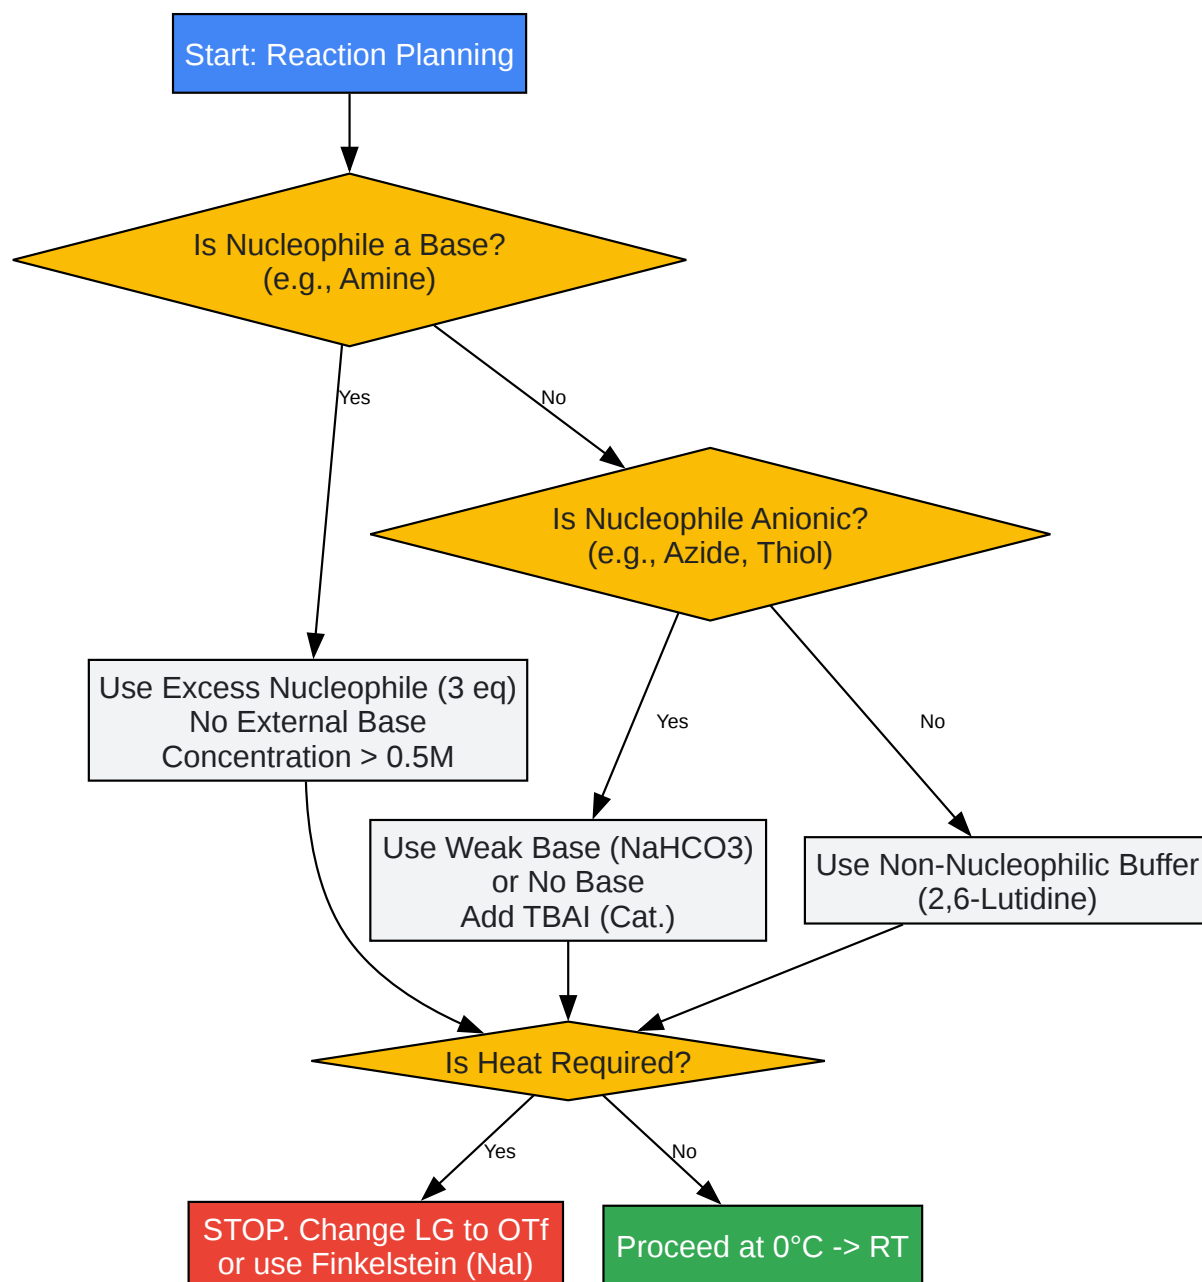 Start: Reaction Planning
Is Nucleophile a Base?
(e.g., Amine)
Yes
No
Is Nucleophile Anionic?
(e.g., Azide, Thiol)
Use Excess Nucleophile (3 eq)
No External Base
Concentration > 0.5M
Yes
No
Use Weak Base (NaHCO3)
or No Base
Add TBAI (Cat.)
Use Non-Nucleophilic Buffer
(2,6-Lutidine)
Is Heat Required?
Yes
No
STOP. Change LG to OTf
or use Finkelstein (NaI)
Proceed at 0°C -> RT